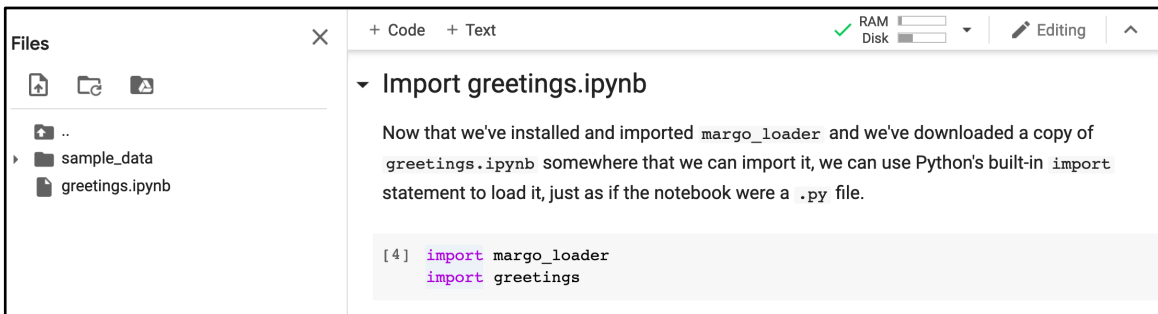 Files
..
sample_data
greetings.ipynb
+ Code + Text
RAM
Disk
Editing
Import greetings.ipynb
Now that we've installed and imported margo_loader and we've downloaded a copy of
greetings.ipynb somewhere that we can import it, we can use Python's built-in import
statement to load it, just as if the notebook were a .py file.
[4] import margo_loader
import greetings